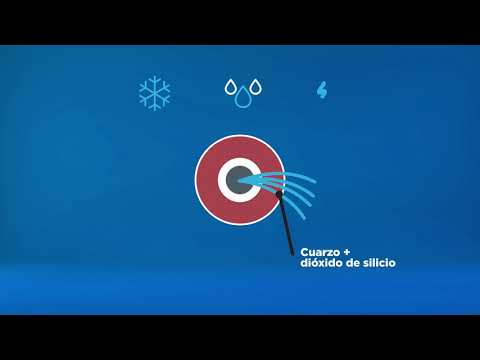 Cuarzo +
dióxido de silicio